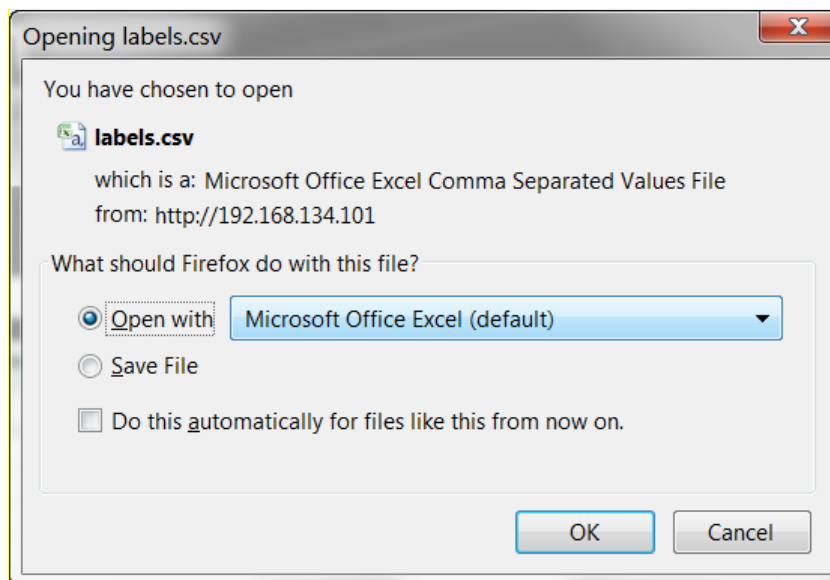 Opening labels.csv
You have chosen to open
labels.csv
which is a: Microsoft Office Excel Comma Separated Values File
from: http://192.168.134.101
What should Firefox do with this file?
Open with Microsoft Office Excel (default)
Save File
Do this automatically for files like this from now on.
OK Cancel